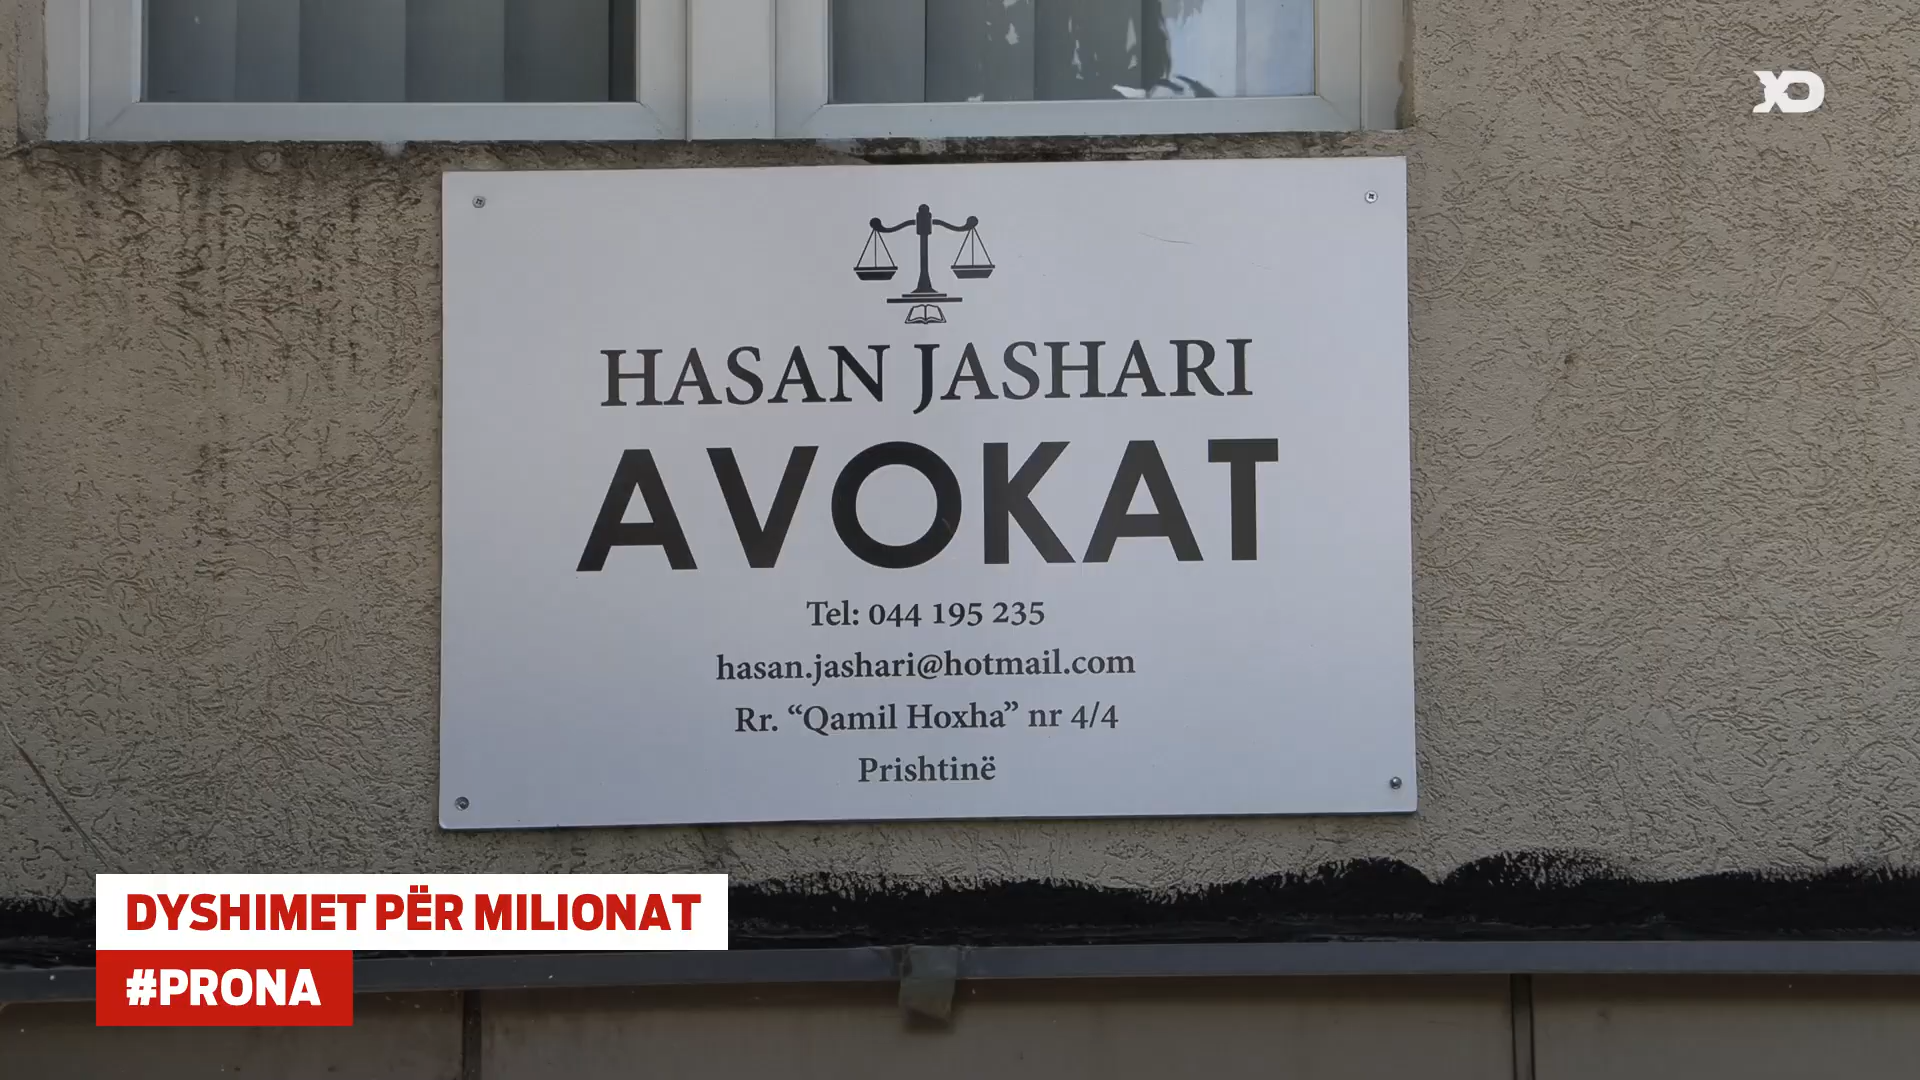 XO
HASAN JASHARI
AVOKAT
Tel: 044 195 235
hasan.jashari@hotmail.com
Rr. “Qamil Hoxha” nr 4/4
Prishtinë
DYSHIMET PËR MILIONAT
#PRONA